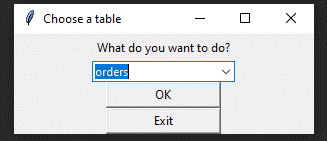 Choose a table
What do you want to do?
orders
OK
Exit